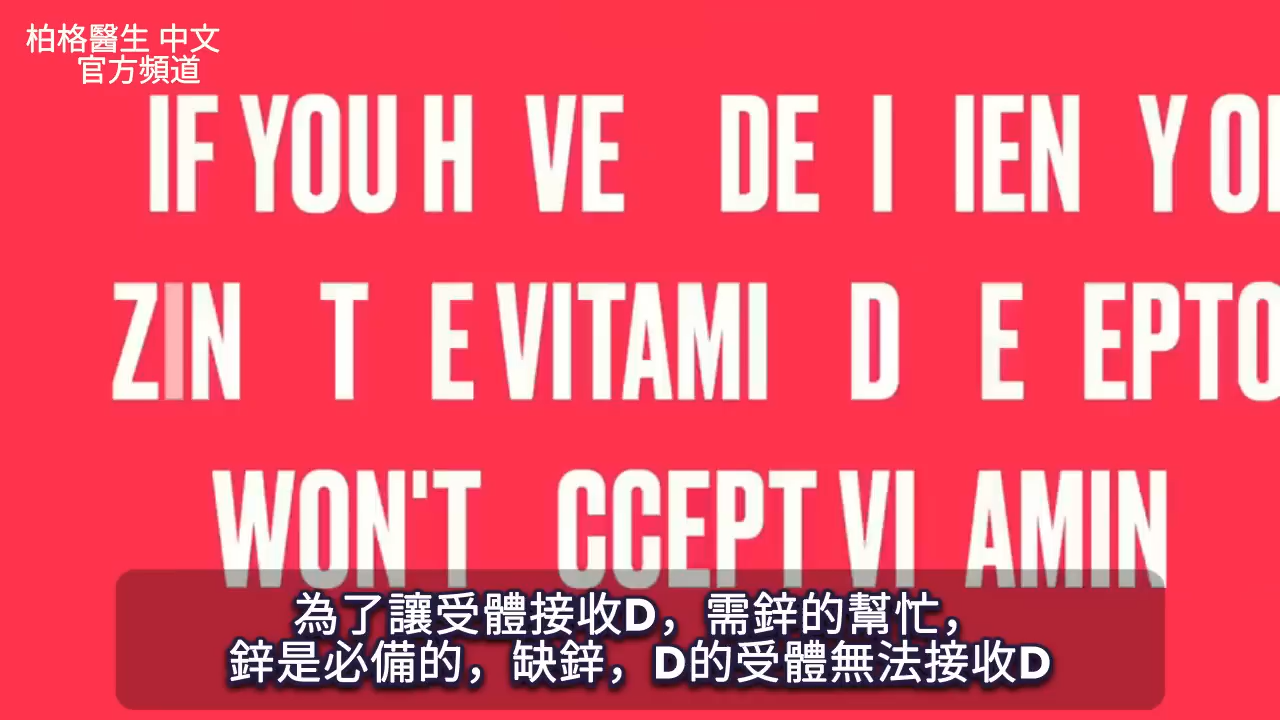 柏格醫生 中文
官方頻道
IF YOU H VE DE I IEN Y O
ZIN T E VITAMI D E EPTO
WON'T CCEPT VI AMIN
為了讓受體接收D，需鋅的幫忙，
鋅是必備的，缺鋅，D的受體無法接收D